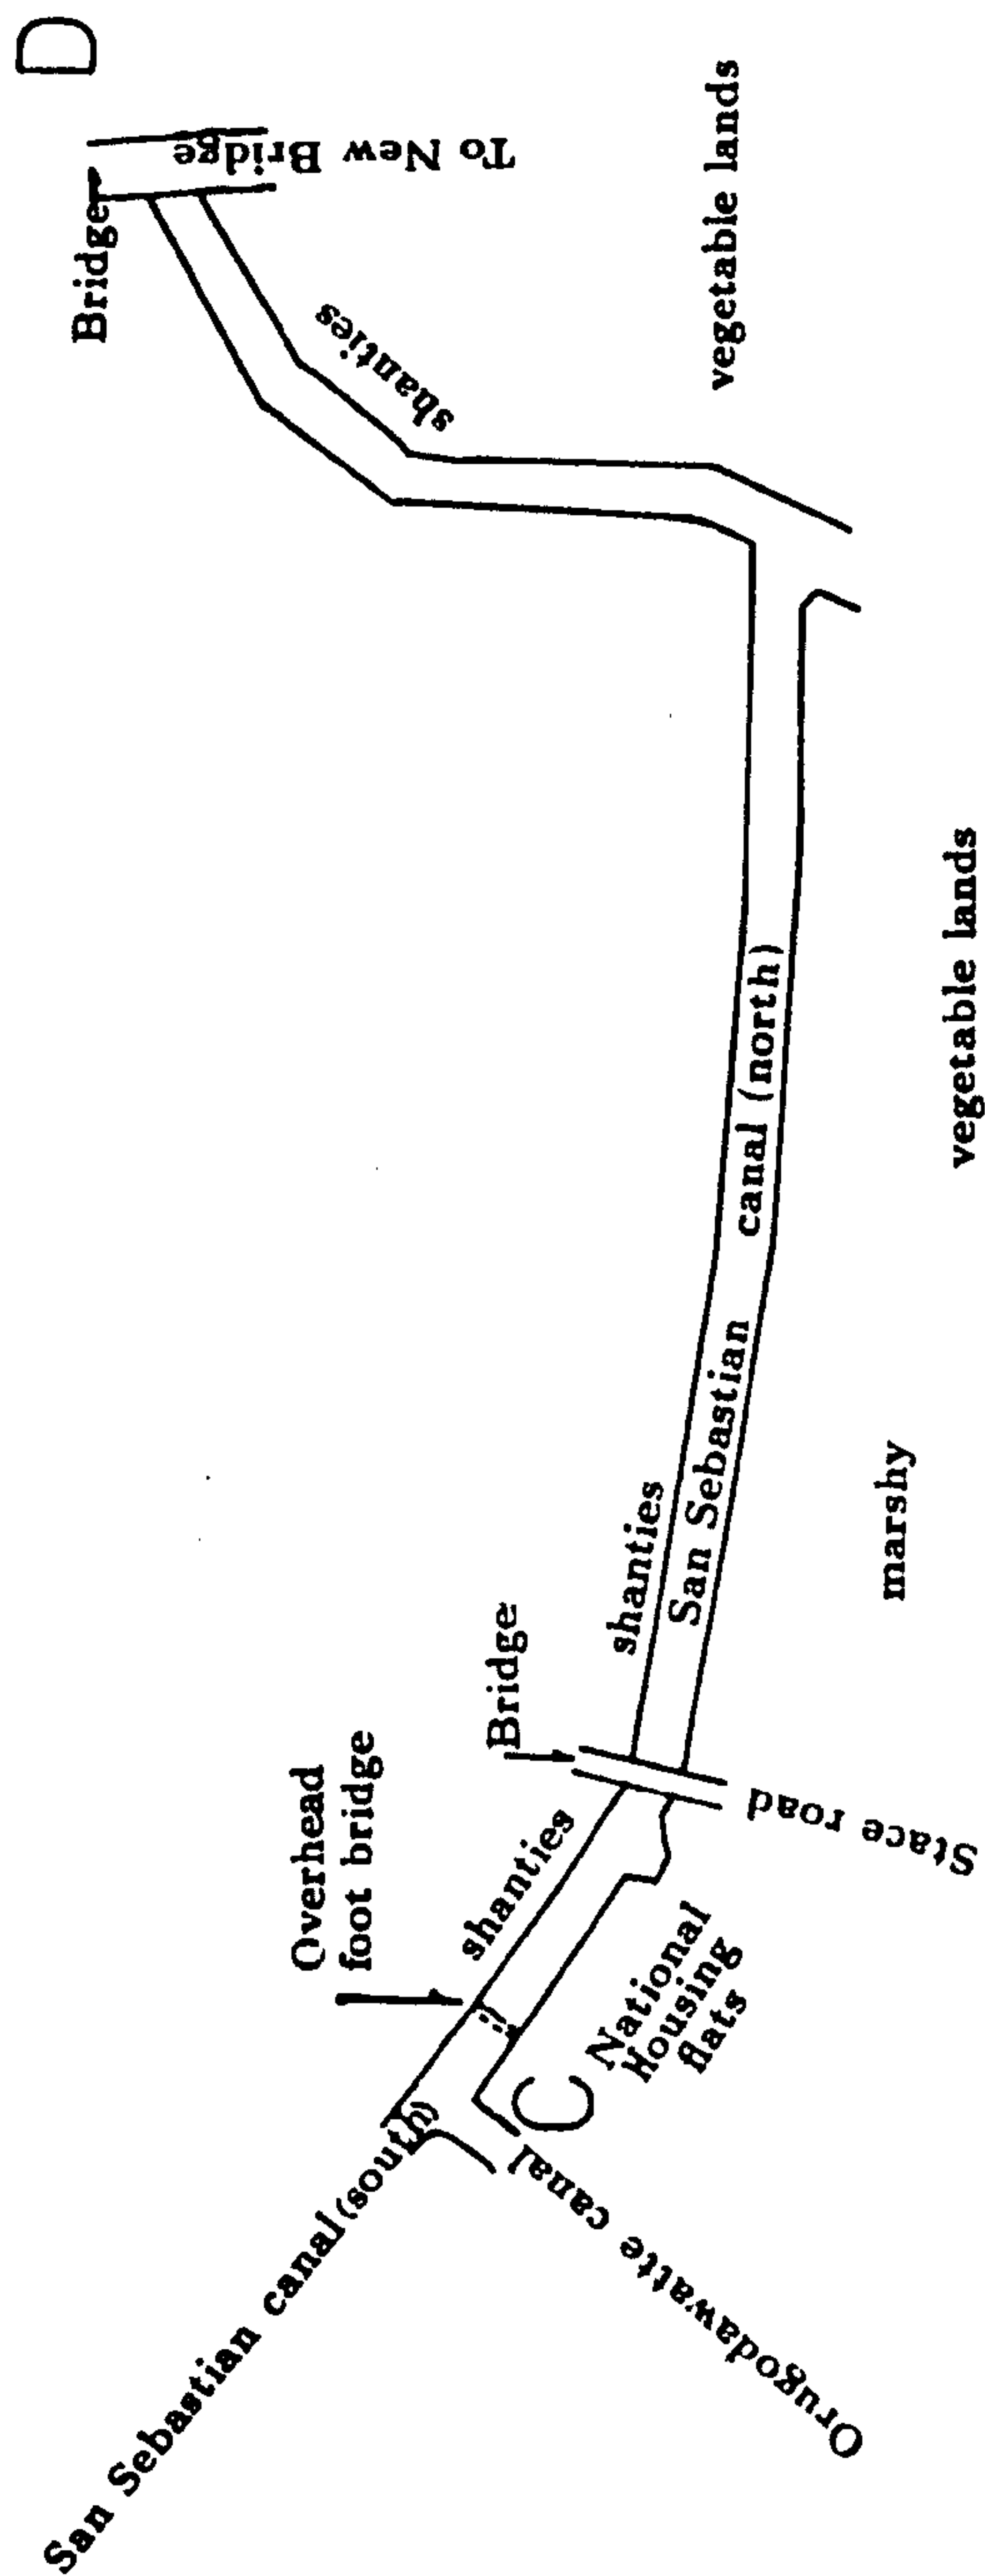 D
Bridge
To New Bridge
shanties
vegetable lands
vegetable lands
San Sebastian canal (north)
marshy
shanties
Bridge
Stace road
Overhead
foot bridge
shanties
National
Housing
flats
C
San Sebastian canal(south)
Orugodawatte canal